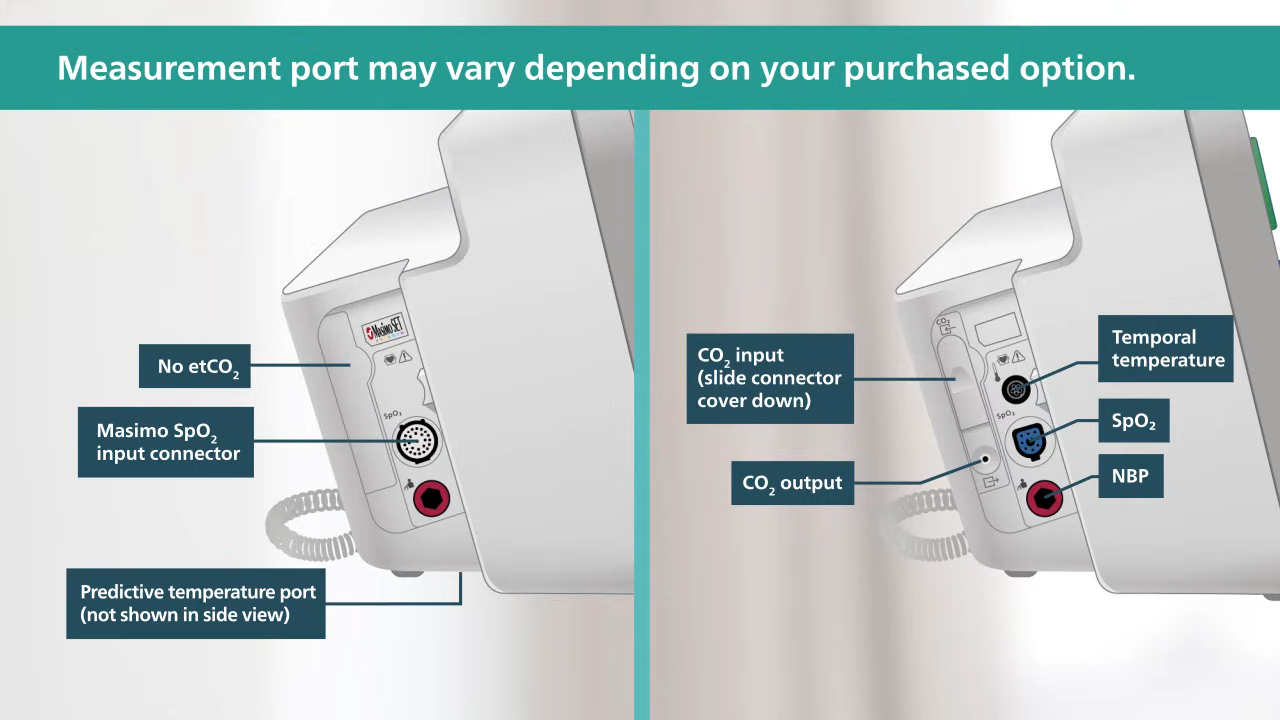 Measurement port may vary depending on your purchased option.
Masimo SET
SpO₂
No etCO₂
Masimo SpO₂
input connector
Predictive temperature port
(not shown in side view)
CO₂
SpO₂
CO₂ input
(slide connector
cover down)
CO₂ output
Temporal
temperature
SpO₂
NBP